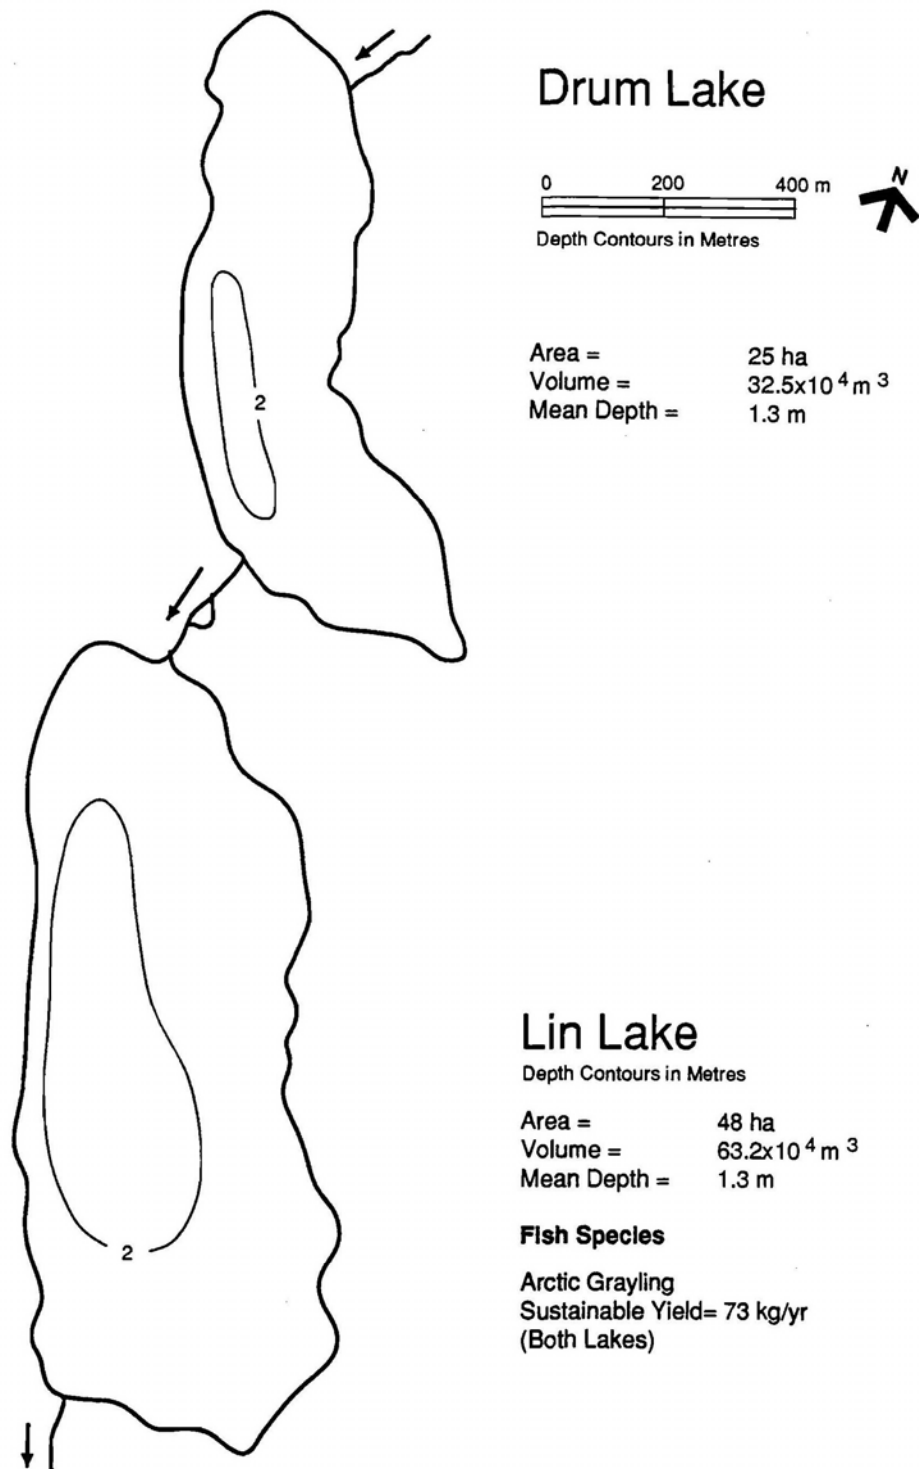 Drum Lake
0 200 400 m
N
Depth Contours in Metres
Area = 25 ha
Volume = 32.5x10⁴ m³
Mean Depth = 1.3 m
2
Lin Lake
Depth Contours in Metres
Area = 48 ha
Volume = 63.2x10⁴ m³
Mean Depth = 1.3 m
Fish Species
2
Arctic Grayling
Sustainable Yield= 73 kg/yr
(Both Lakes)